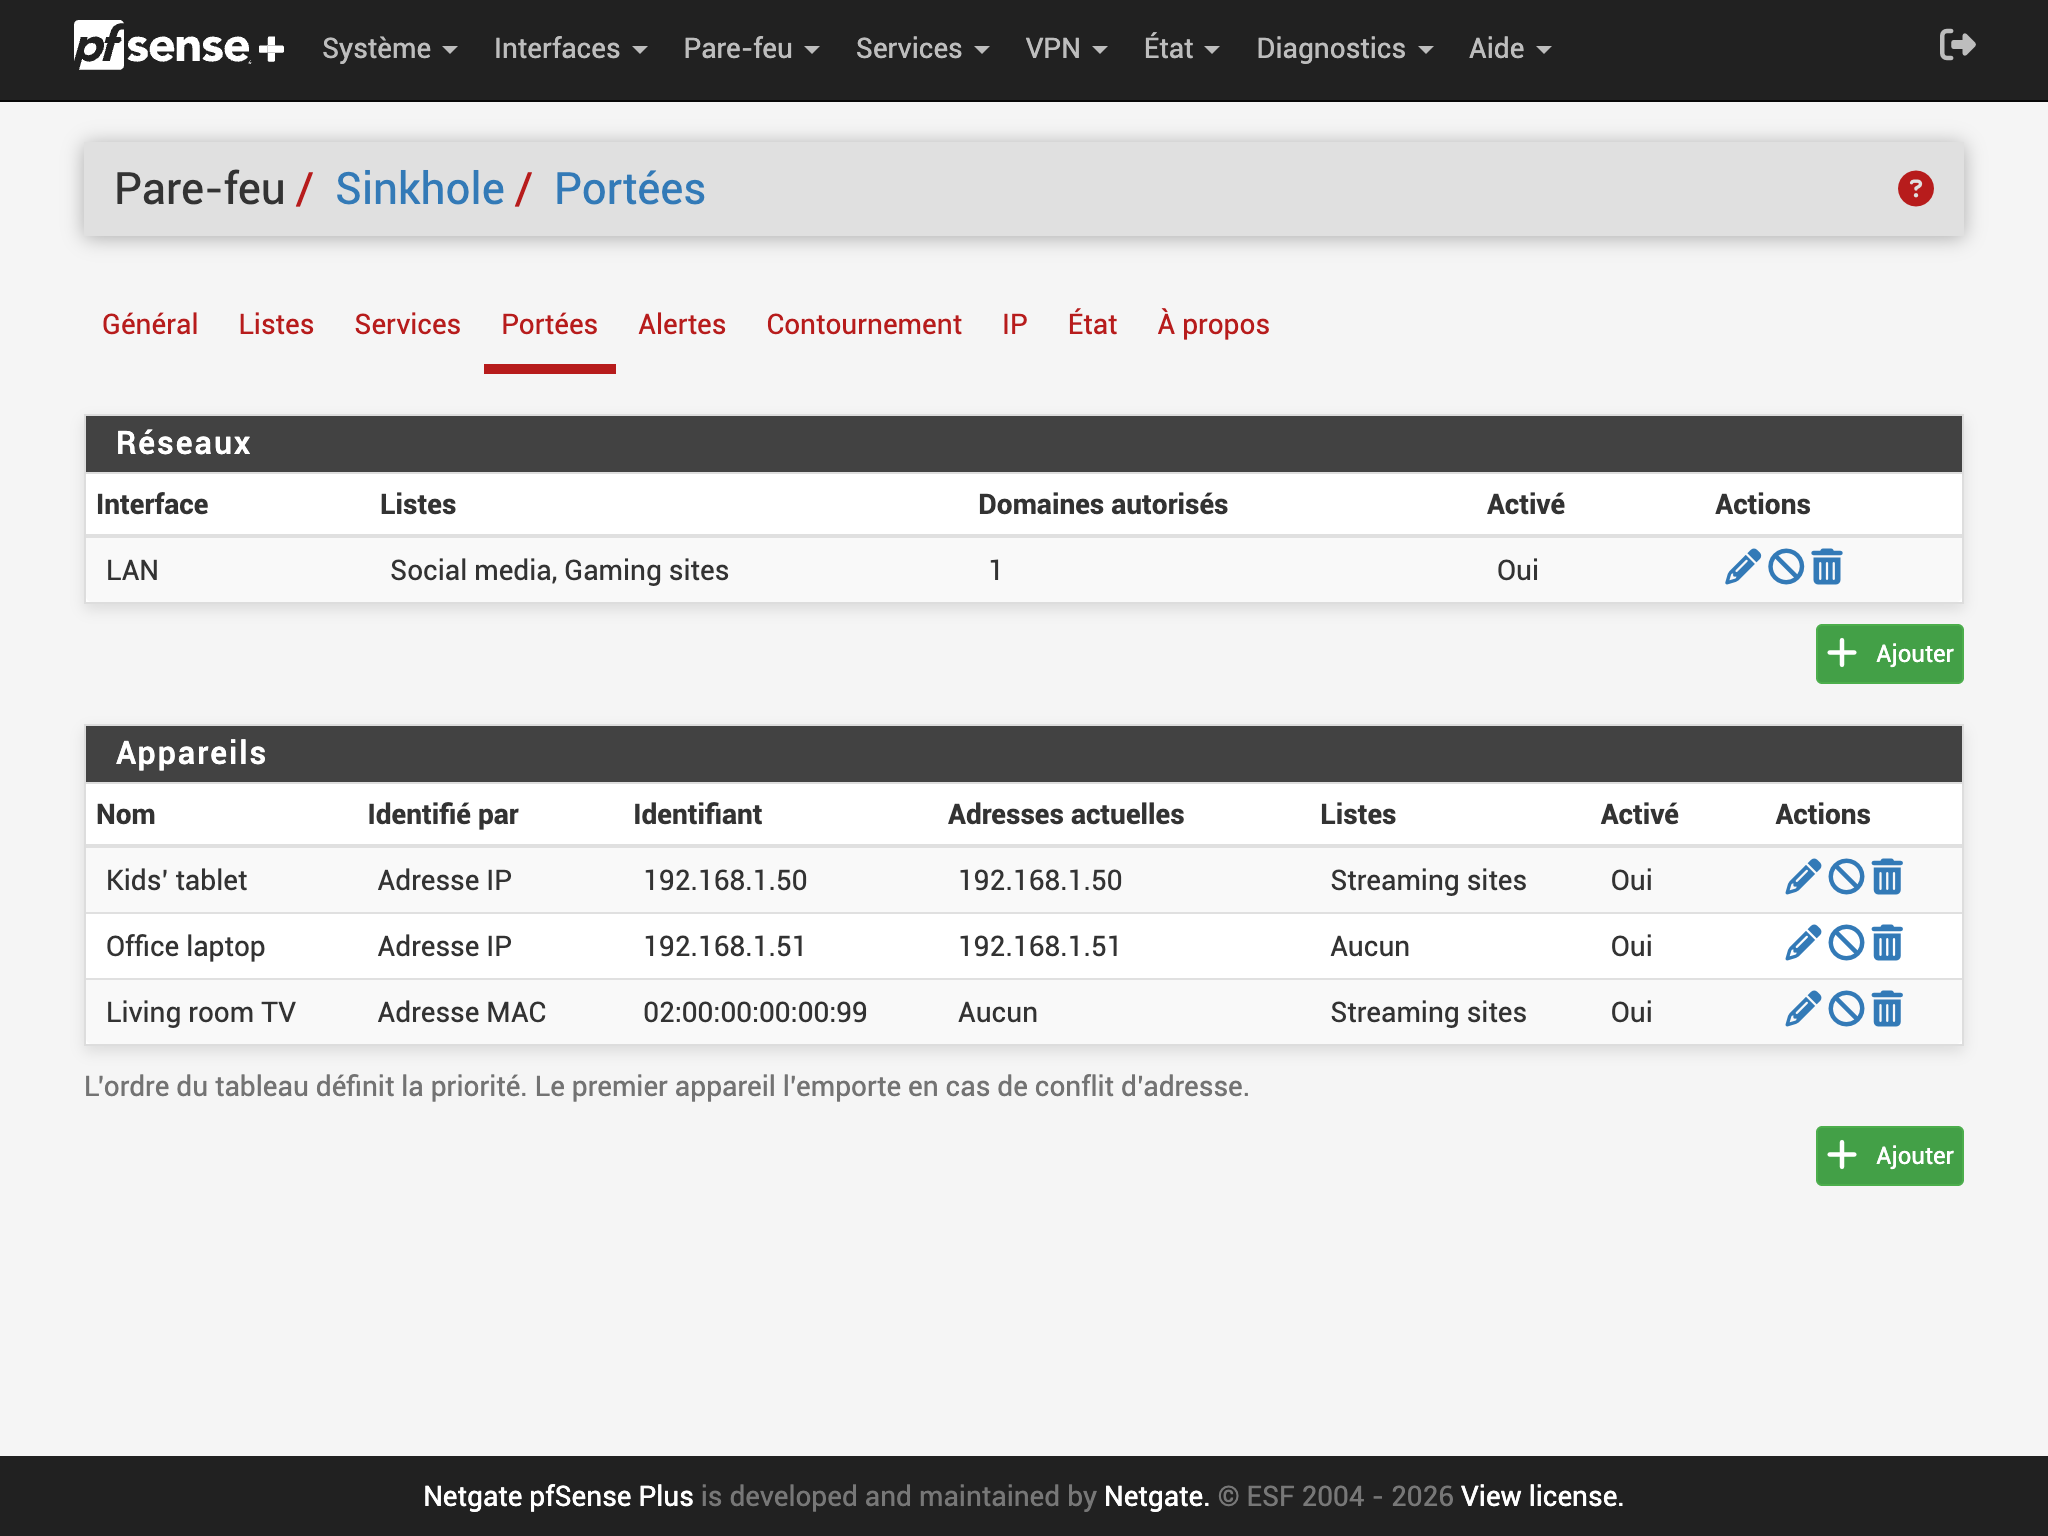 pfsense+ Système Interfaces Pare-feu Services VPN État Diagnostics Aide
Pare-feu / Sinkhole / Portées ?
Général Listes Services Portées Alertes Contournement IP État À propos
Réseaux
Interface Listes Domaines autorisés Activé Actions
LAN Social media, Gaming sites 1 Oui
Ajouter
Appareils
Nom Identifié par Identifiant Adresses actuelles Listes Activé Actions
Kids' tablet Adresse IP 192.168.1.50 192.168.1.50 Streaming sites Oui
Office laptop Adresse IP 192.168.1.51 192.168.1.51 Aucun Oui
Living room TV Adresse MAC 02:00:00:00:00:99 Aucun Streaming sites Oui
L'ordre du tableau définit la priorité. Le premier appareil l'emporte en cas de conflit d'adresse.
Ajouter
Netgate pfSense Plus is developed and maintained by Netgate. © ESF 2004 - 2026 View license.